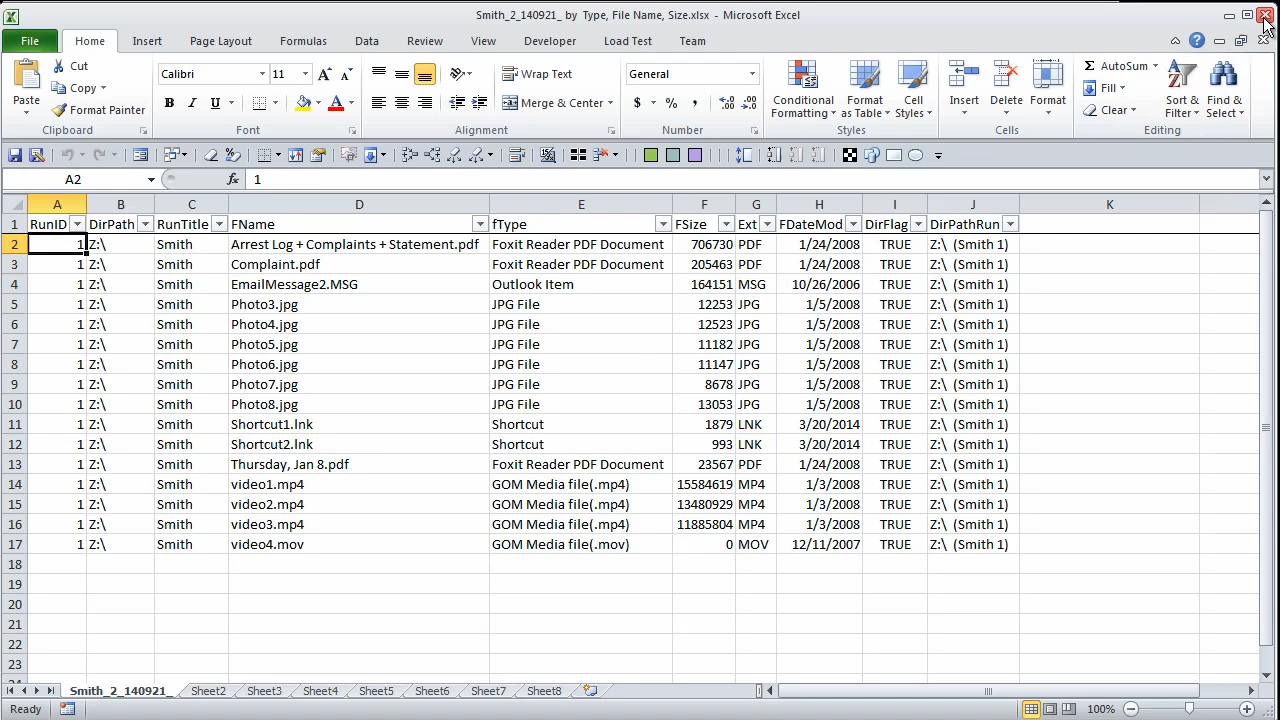 Smith_2_140921_ by Type, File Name, Size.xlsx - Microsoft Excel
File Home Insert Page Layout Formulas Data Review View Developer Load Test Team
Paste Cut Copy Format Painter Clipboard
Calibri 11 B I U A Font
Wrap Text Merge & Center Alignment
General $ % , Number
Conditional Formatting Format as Table Cell Styles Styles
Insert Delete Format Cells
Σ AutoSum Fill Clear Sort & Filter Find & Select Editing
A2 fx 1
A B C D E F G H I J K
1 RunID DirPath RunTitle FName fType FSize Ext FDateMod DirFlag DirPathRun
2 1 Z:\ Smith Arrest Log + Complaints + Statement.pdf Foxit Reader PDF Document 706730 PDF 1/24/2008 TRUE Z:\ (Smith 1)
3 1 Z:\ Smith Complaint.pdf Foxit Reader PDF Document 205463 PDF 1/24/2008 TRUE Z:\ (Smith 1)
4 1 Z:\ Smith EmailMessage2.MSG Outlook Item 164151 MSG 10/26/2006 TRUE Z:\ (Smith 1)
5 1 Z:\ Smith Photo3.jpg JPG File 12253 JPG 1/5/2008 TRUE Z:\ (Smith 1)
6 1 Z:\ Smith Photo4.jpg JPG File 12523 JPG 1/5/2008 TRUE Z:\ (Smith 1)
7 1 Z:\ Smith Photo5.jpg JPG File 11182 JPG 1/5/2008 TRUE Z:\ (Smith 1)
8 1 Z:\ Smith Photo6.jpg JPG File 11147 JPG 1/5/2008 TRUE Z:\ (Smith 1)
9 1 Z:\ Smith Photo7.jpg JPG File 8678 JPG 1/5/2008 TRUE Z:\ (Smith 1)
10 1 Z:\ Smith Photo8.jpg JPG File 13053 JPG 1/5/2008 TRUE Z:\ (Smith 1)
11 1 Z:\ Smith Shortcut1.lnk Shortcut 1879 LNK 3/20/2014 TRUE Z:\ (Smith 1)
12 1 Z:\ Smith Shortcut2.lnk Shortcut 993 LNK 3/20/2014 TRUE Z:\ (Smith 1)
13 1 Z:\ Smith Thursday, Jan 8.pdf Foxit Reader PDF Document 23567 PDF 1/24/2008 TRUE Z:\ (Smith 1)
14 1 Z:\ Smith video1.mp4 GOM Media file(.mp4) 15584619 MP4 1/3/2008 TRUE Z:\ (Smith 1)
15 1 Z:\ Smith video2.mp4 GOM Media file(.mp4) 13480929 MP4 1/3/2008 TRUE Z:\ (Smith 1)
16 1 Z:\ Smith video3.mp4 GOM Media file(.mp4) 11885804 MP4 1/3/2008 TRUE Z:\ (Smith 1)
17 1 Z:\ Smith video4.mov GOM Media file(.mov) 0 MOV 12/11/2007 TRUE Z:\ (Smith 1)
18
19
20
21
22
23
Smith_2_140921_ Sheet2 Sheet3 Sheet4 Sheet5 Sheet6 Sheet7 Sheet8
Ready 100%